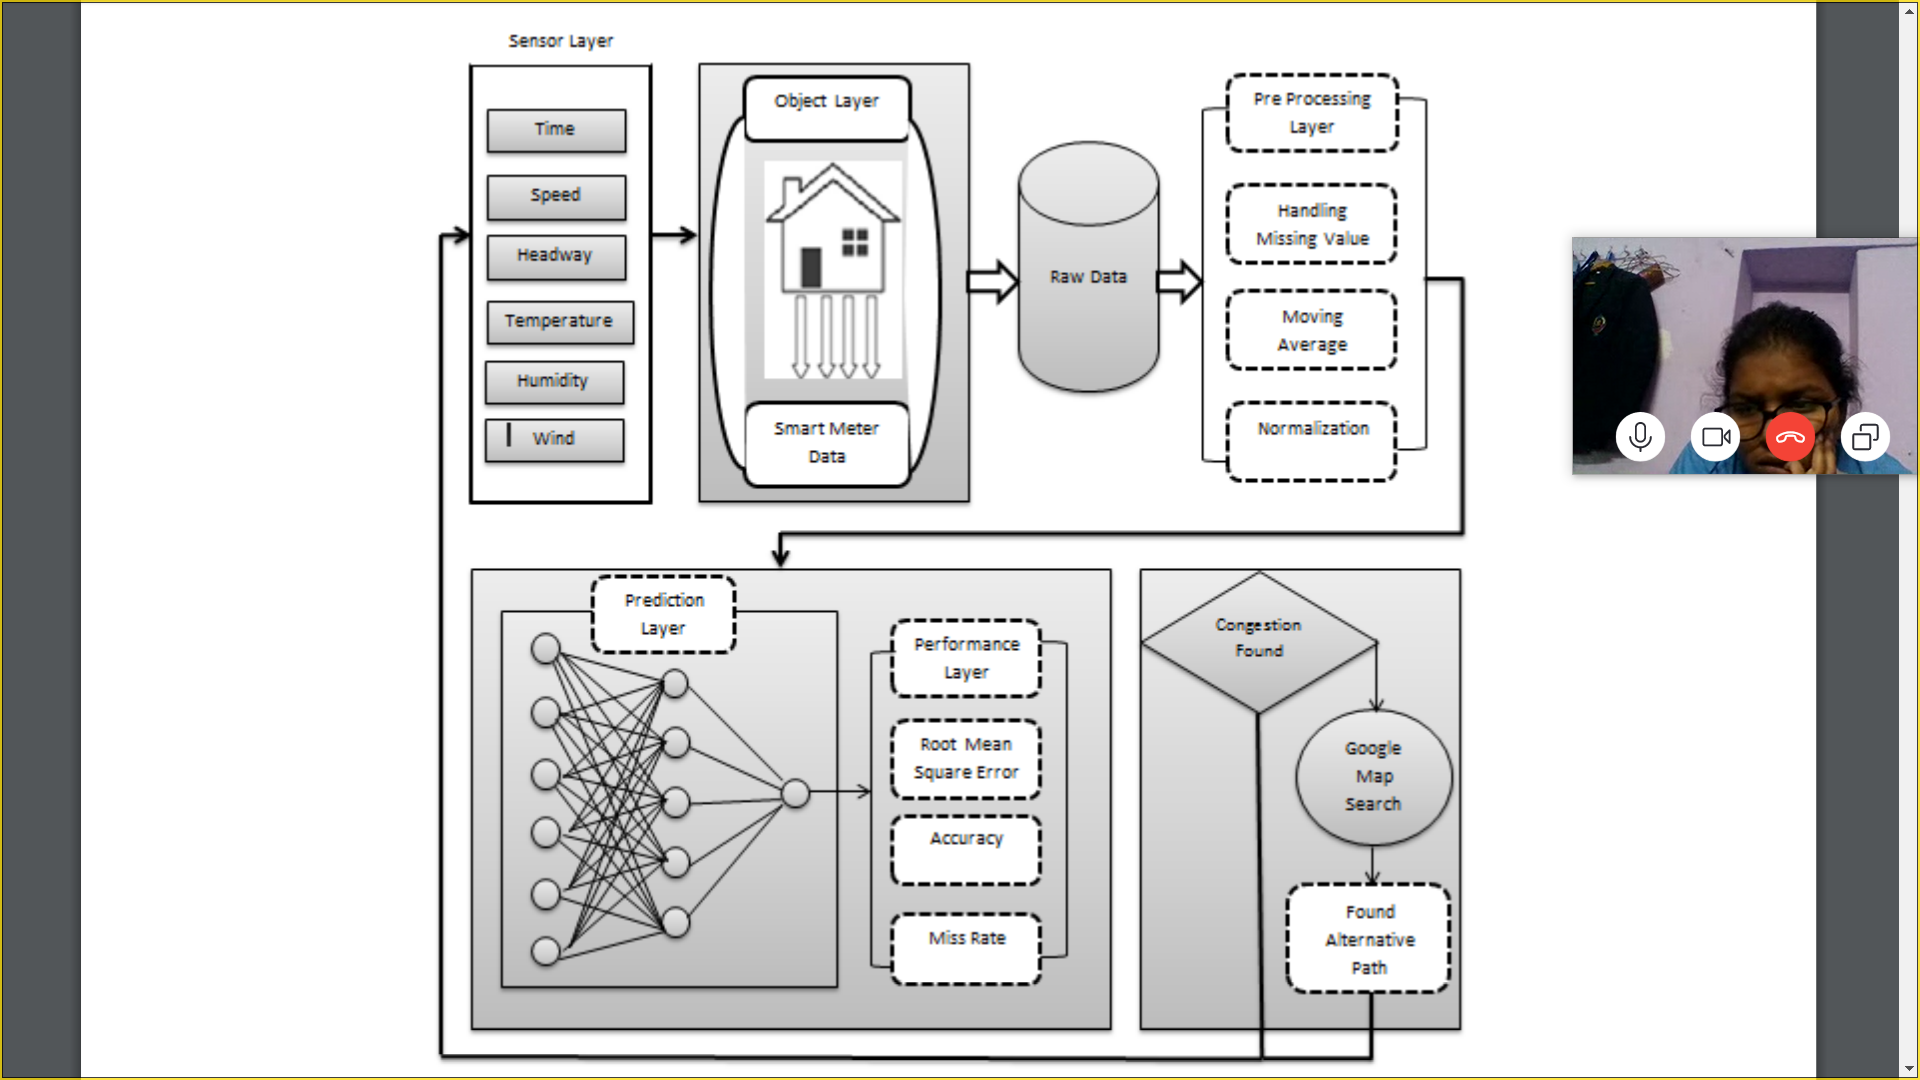 Sensor Layer
Time
Speed
Headway
Temperature
Humidity
Wind
Object Layer
Smart Meter
Data
Raw Data
Pre Processing
Layer
Handling
Missing Value
Moving
Average
Normalization
Prediction
Layer
Performance
Layer
Root Mean
Square Error
Accuracy
Miss Rate
Congestion
Found
Google
Map
Search
Found
Alternative
Path